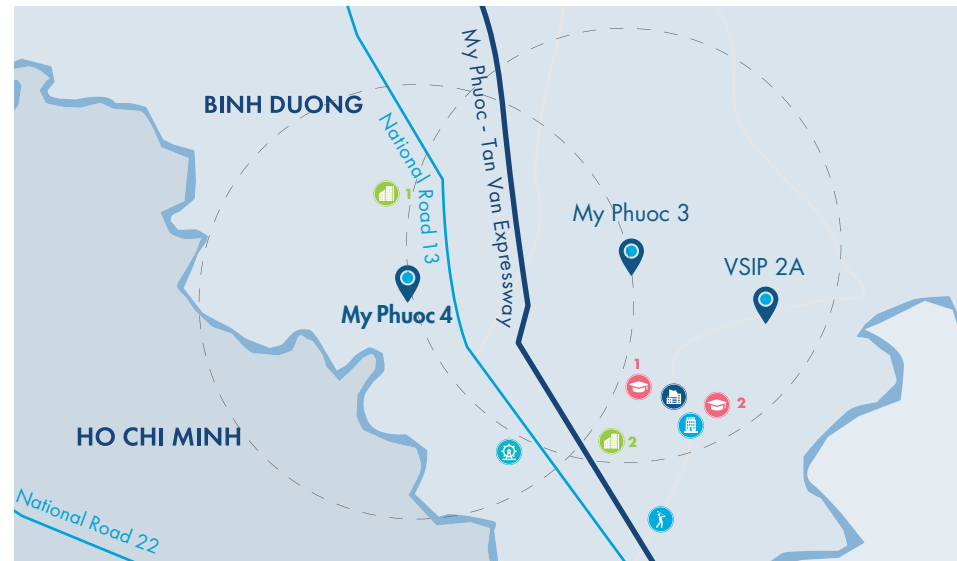 My Phuoc - Tan Van Expressway
BINH DUONG
National Road 13
1
My Phuoc 3
VSIP 2A
My Phuoc 4
1
2
HO CHI MINH
2
National Road 22